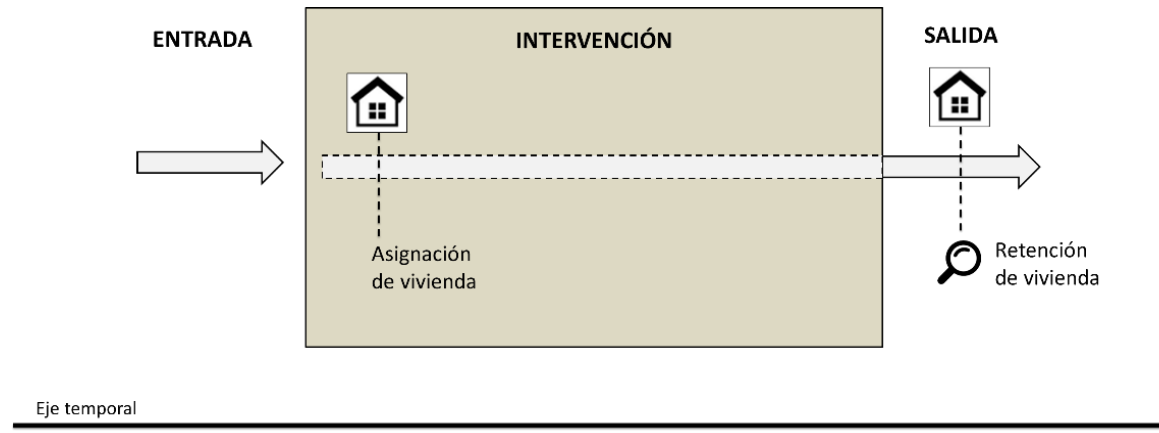 ENTRADA
INTERVENCIÓN
SALIDA
Asignación
de vivienda
Retención
de vivienda
Eje temporal